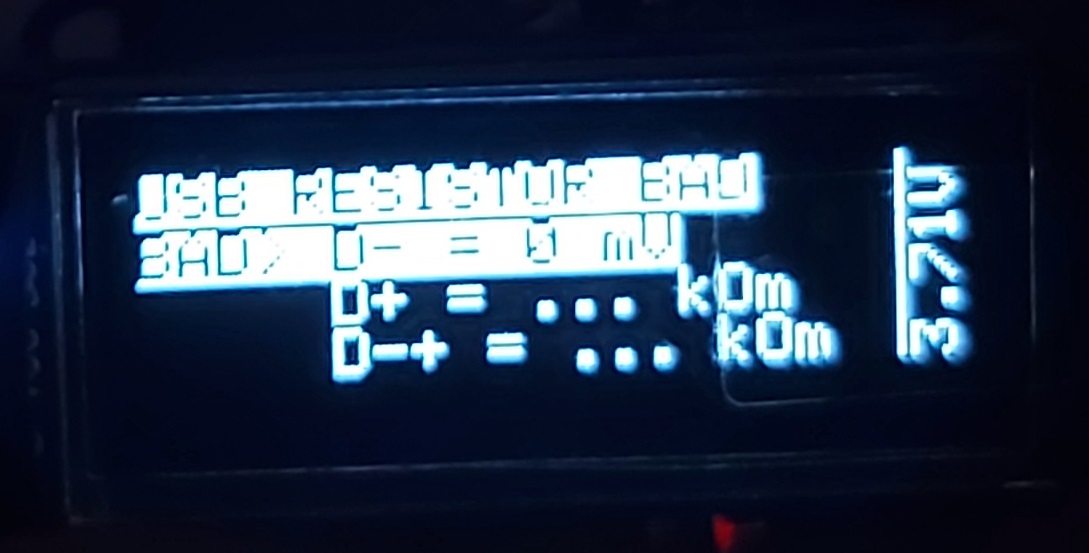 USB RESISTOR BAD
BAD> D- = 0 mV
D+ = ... kOm
D-+ = ... kOm
3.71V